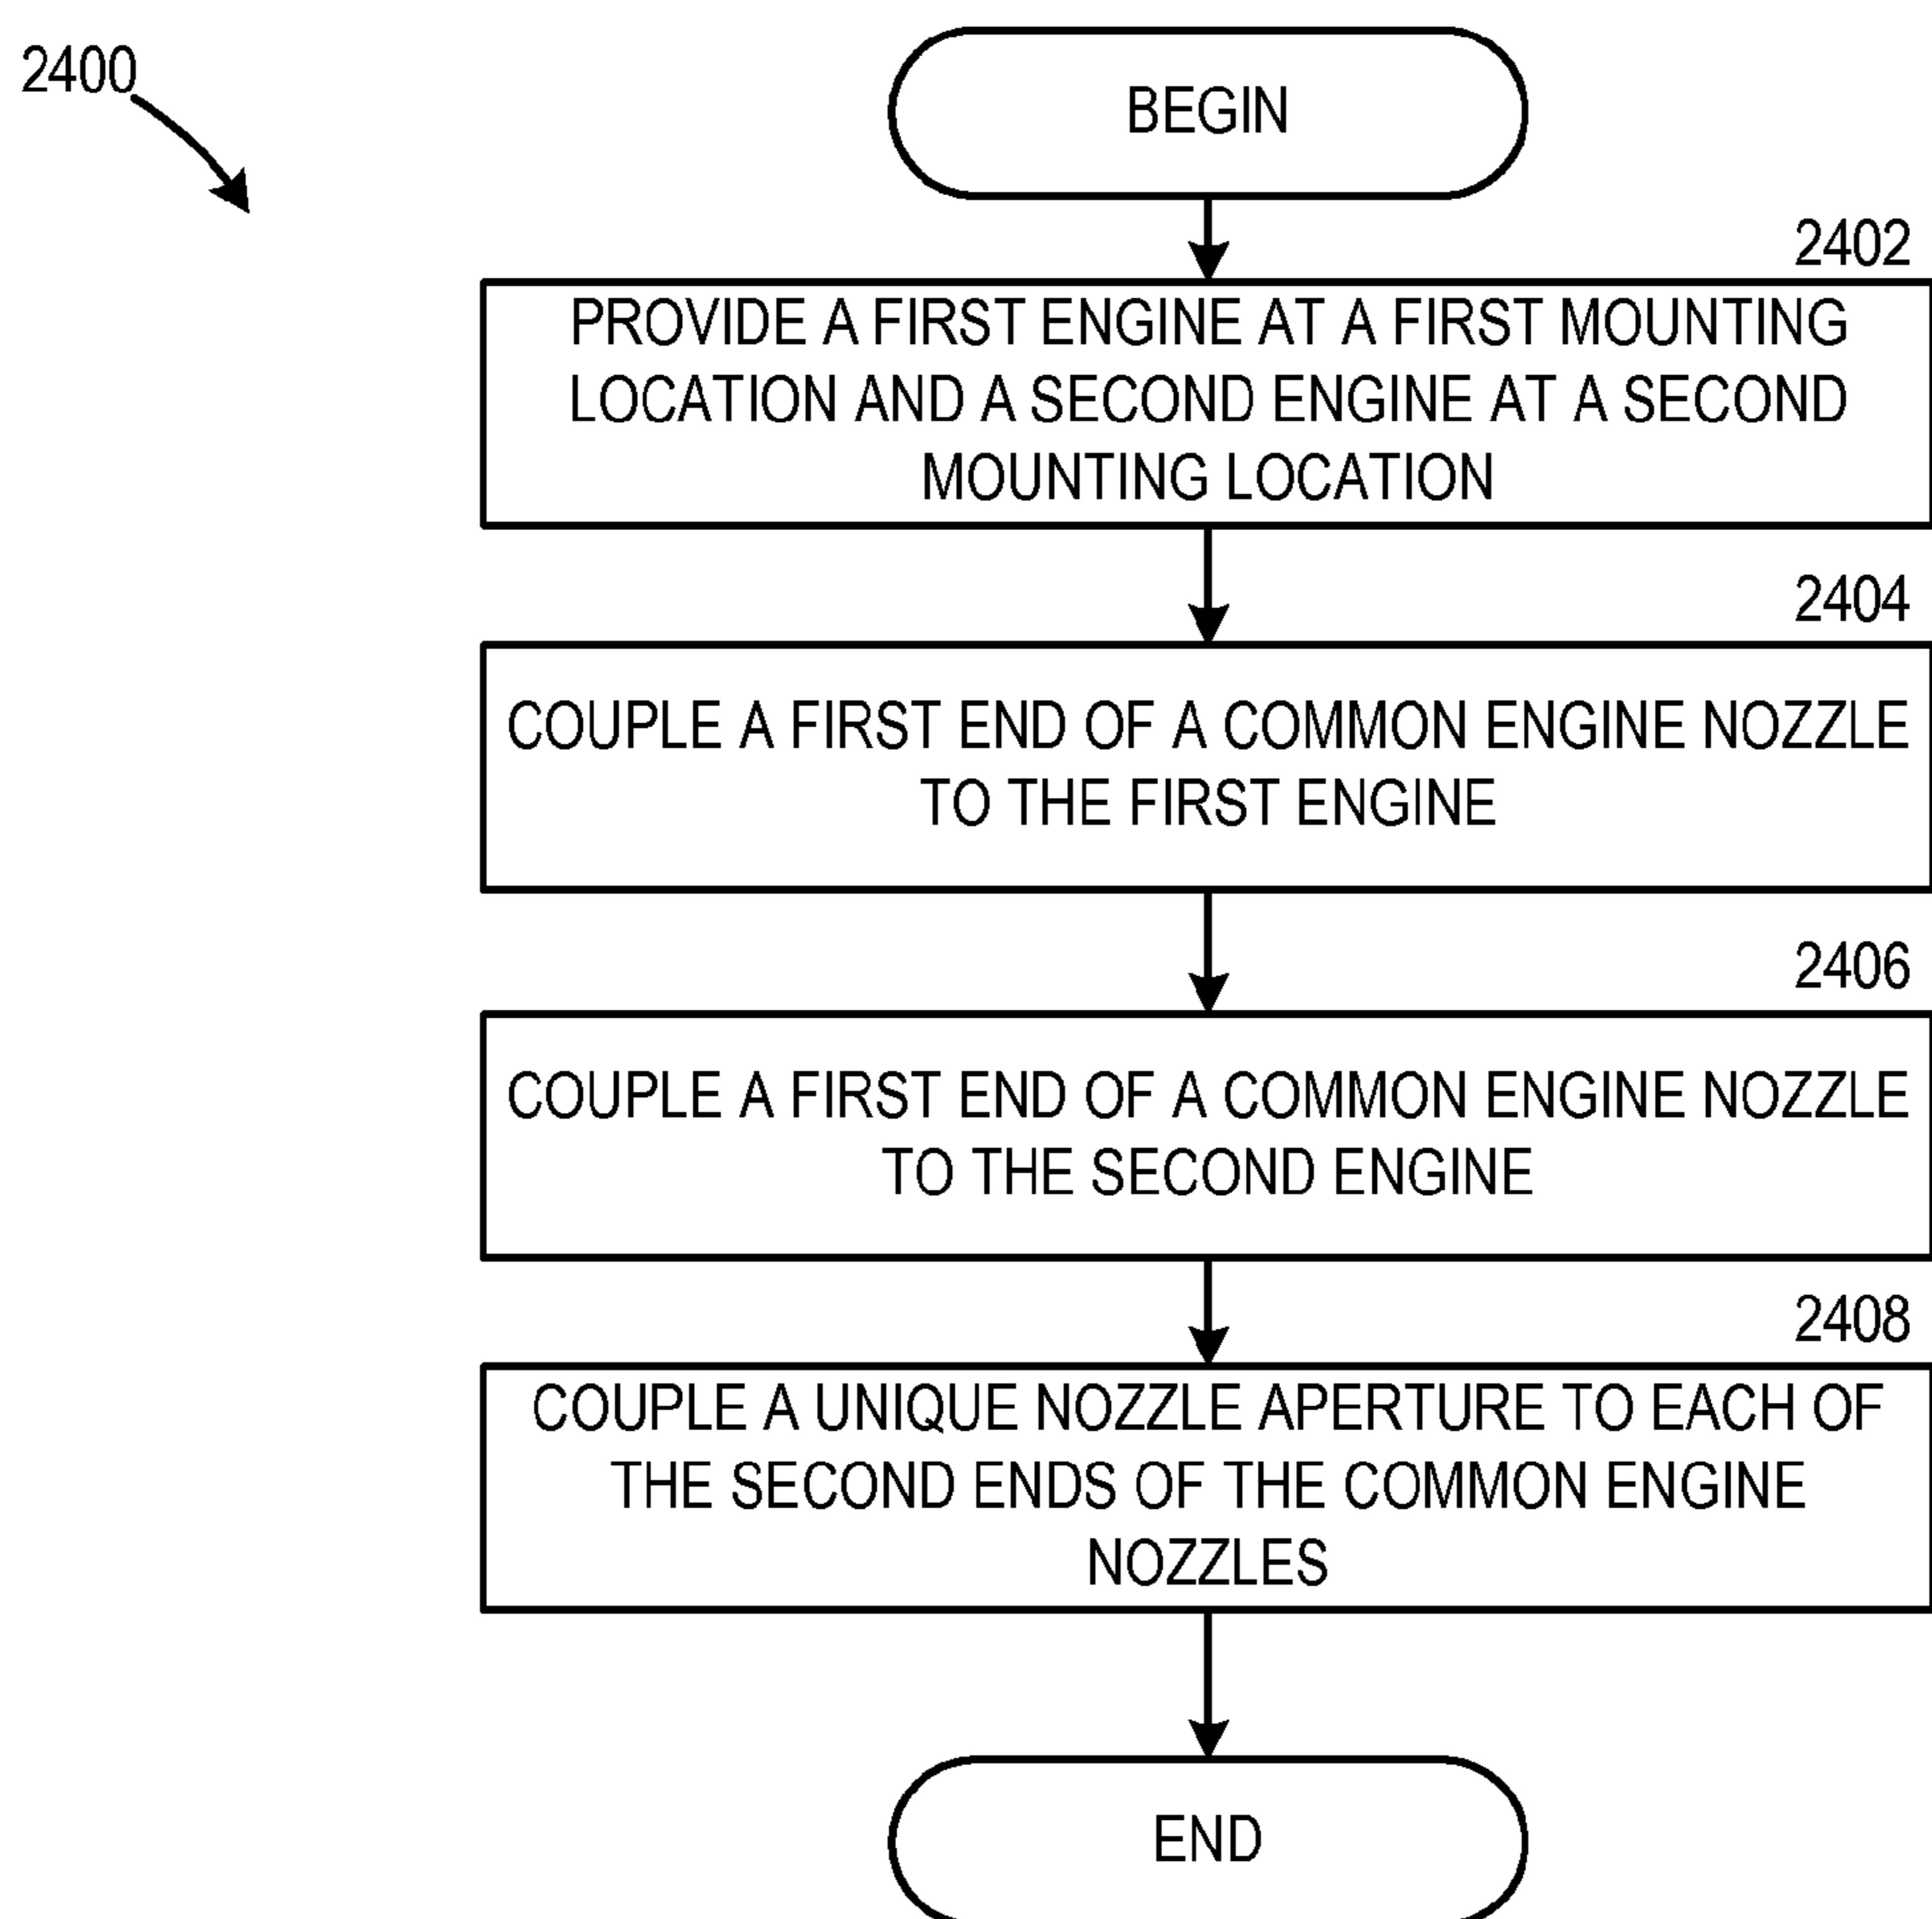 2400
BEGIN
2402
PROVIDE A FIRST ENGINE AT A FIRST MOUNTING
LOCATION AND A SECOND ENGINE AT A SECOND
MOUNTING LOCATION
2404
COUPLE A FIRST END OF A COMMON ENGINE NOZZLE
TO THE FIRST ENGINE
2406
COUPLE A FIRST END OF A COMMON ENGINE NOZZLE
TO THE SECOND ENGINE
2408
COUPLE A UNIQUE NOZZLE APERTURE TO EACH OF
THE SECOND ENDS OF THE COMMON ENGINE
NOZZLES
END